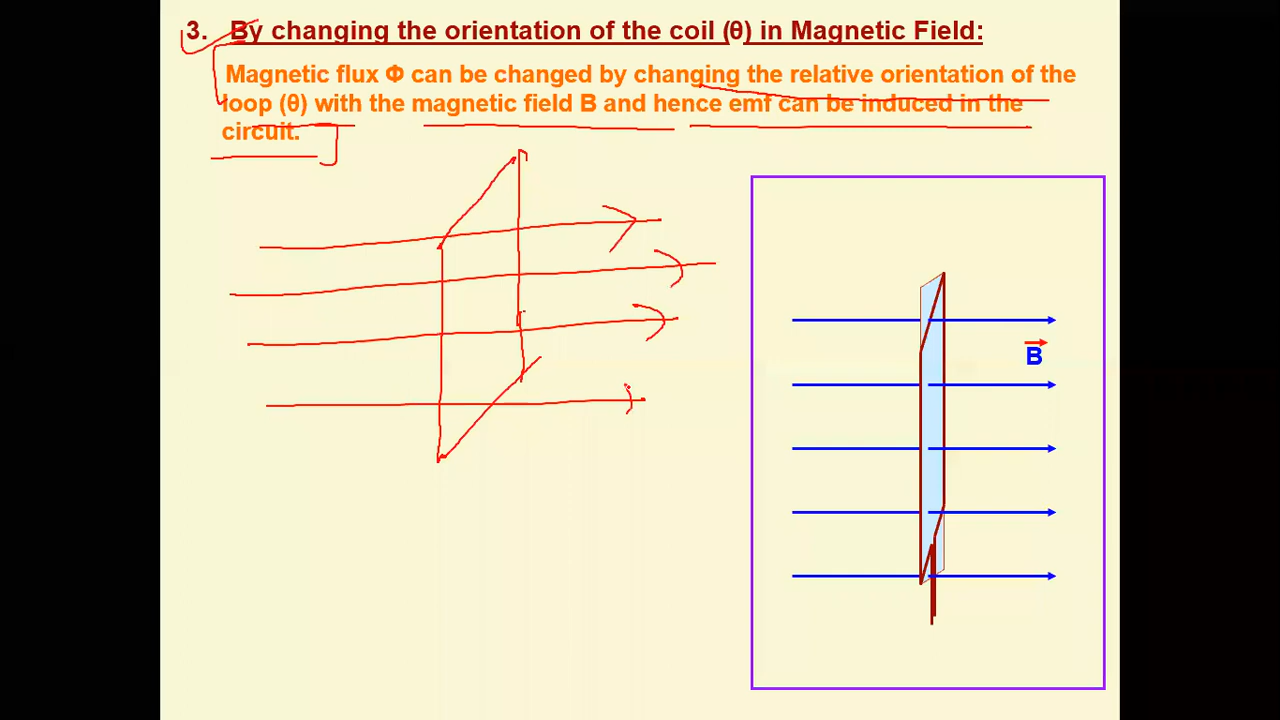 3. By changing the orientation of the coil (θ) in Magnetic Field:
Magnetic flux Φ can be changed by changing the relative orientation of the
loop (θ) with the magnetic field B and hence emf can be induced in the
circuit.
B